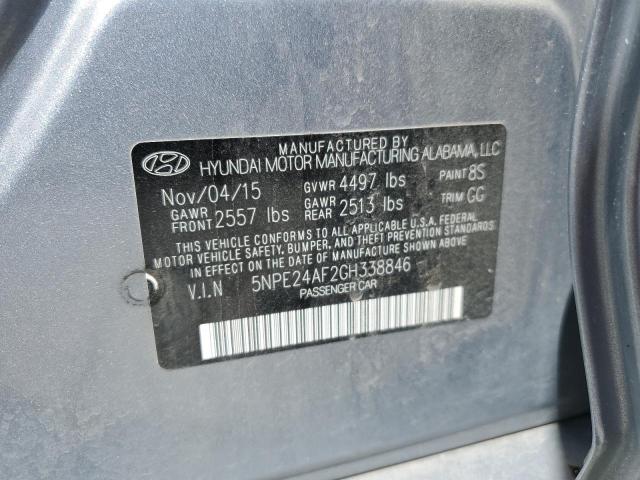 MANUFACTURED BY
HYUNDAI MOTOR MANUFACTURING ALABAMA, LLC
Nov/04/15 GVWR 4497 lbs PAINT 8S
GAWR FRONT 2557 lbs GAWR REAR 2513 lbs TRIM GG
THIS VEHICLE CONFORMS TO ALL APPLICABLE U.S.A. FEDERAL
MOTOR VEHICLE SAFETY, BUMPER, AND THEFT PREVENTION
STANDARDS IN EFFECT ON THE DATE OF MANUFACTURE SHOWN ABOVE.
V.I.N 5NPE24AF2GH338846
PASSENGER CAR